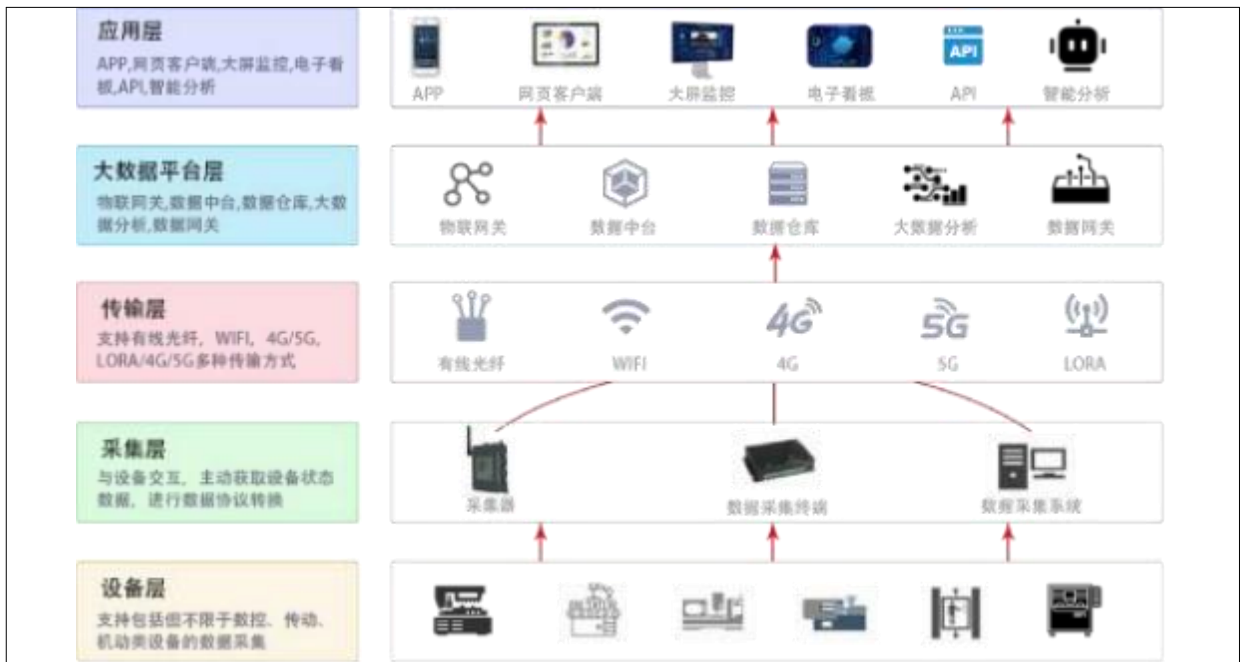 应用层
APP,网页客户端,大屏监控,电子看
板,API,智能分析
API
APP 网页客户端 大屏监控 电子看板 API 智能分析
大数据平台层
物联网关,数据中台,数据仓库,大数
据分析,数据网关
物联网关 数据中台 数据仓库 大数据分析 数据网关
传输层
支持有线光纤, WIFI, 4G/5G,
LORA/4G/5G多种传输方式
4G 5G
有线光纤 WIFI 4G 5G LORA
采集层
与设备交互, 主动获取设备状态
数据, 进行数据协议转换
采集器 数据采集终端 数据采集系统
设备层
支持包括但不限于数控、传动、
机动类设备的数据采集